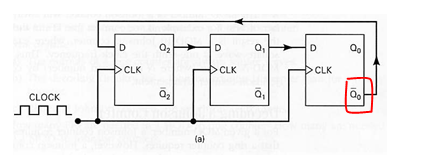 D Q₂ D Q₁ D Q₀
CLK CLK CLK
Q̅₂ Q̅₁ Q̅₀
CLOCK
(a)